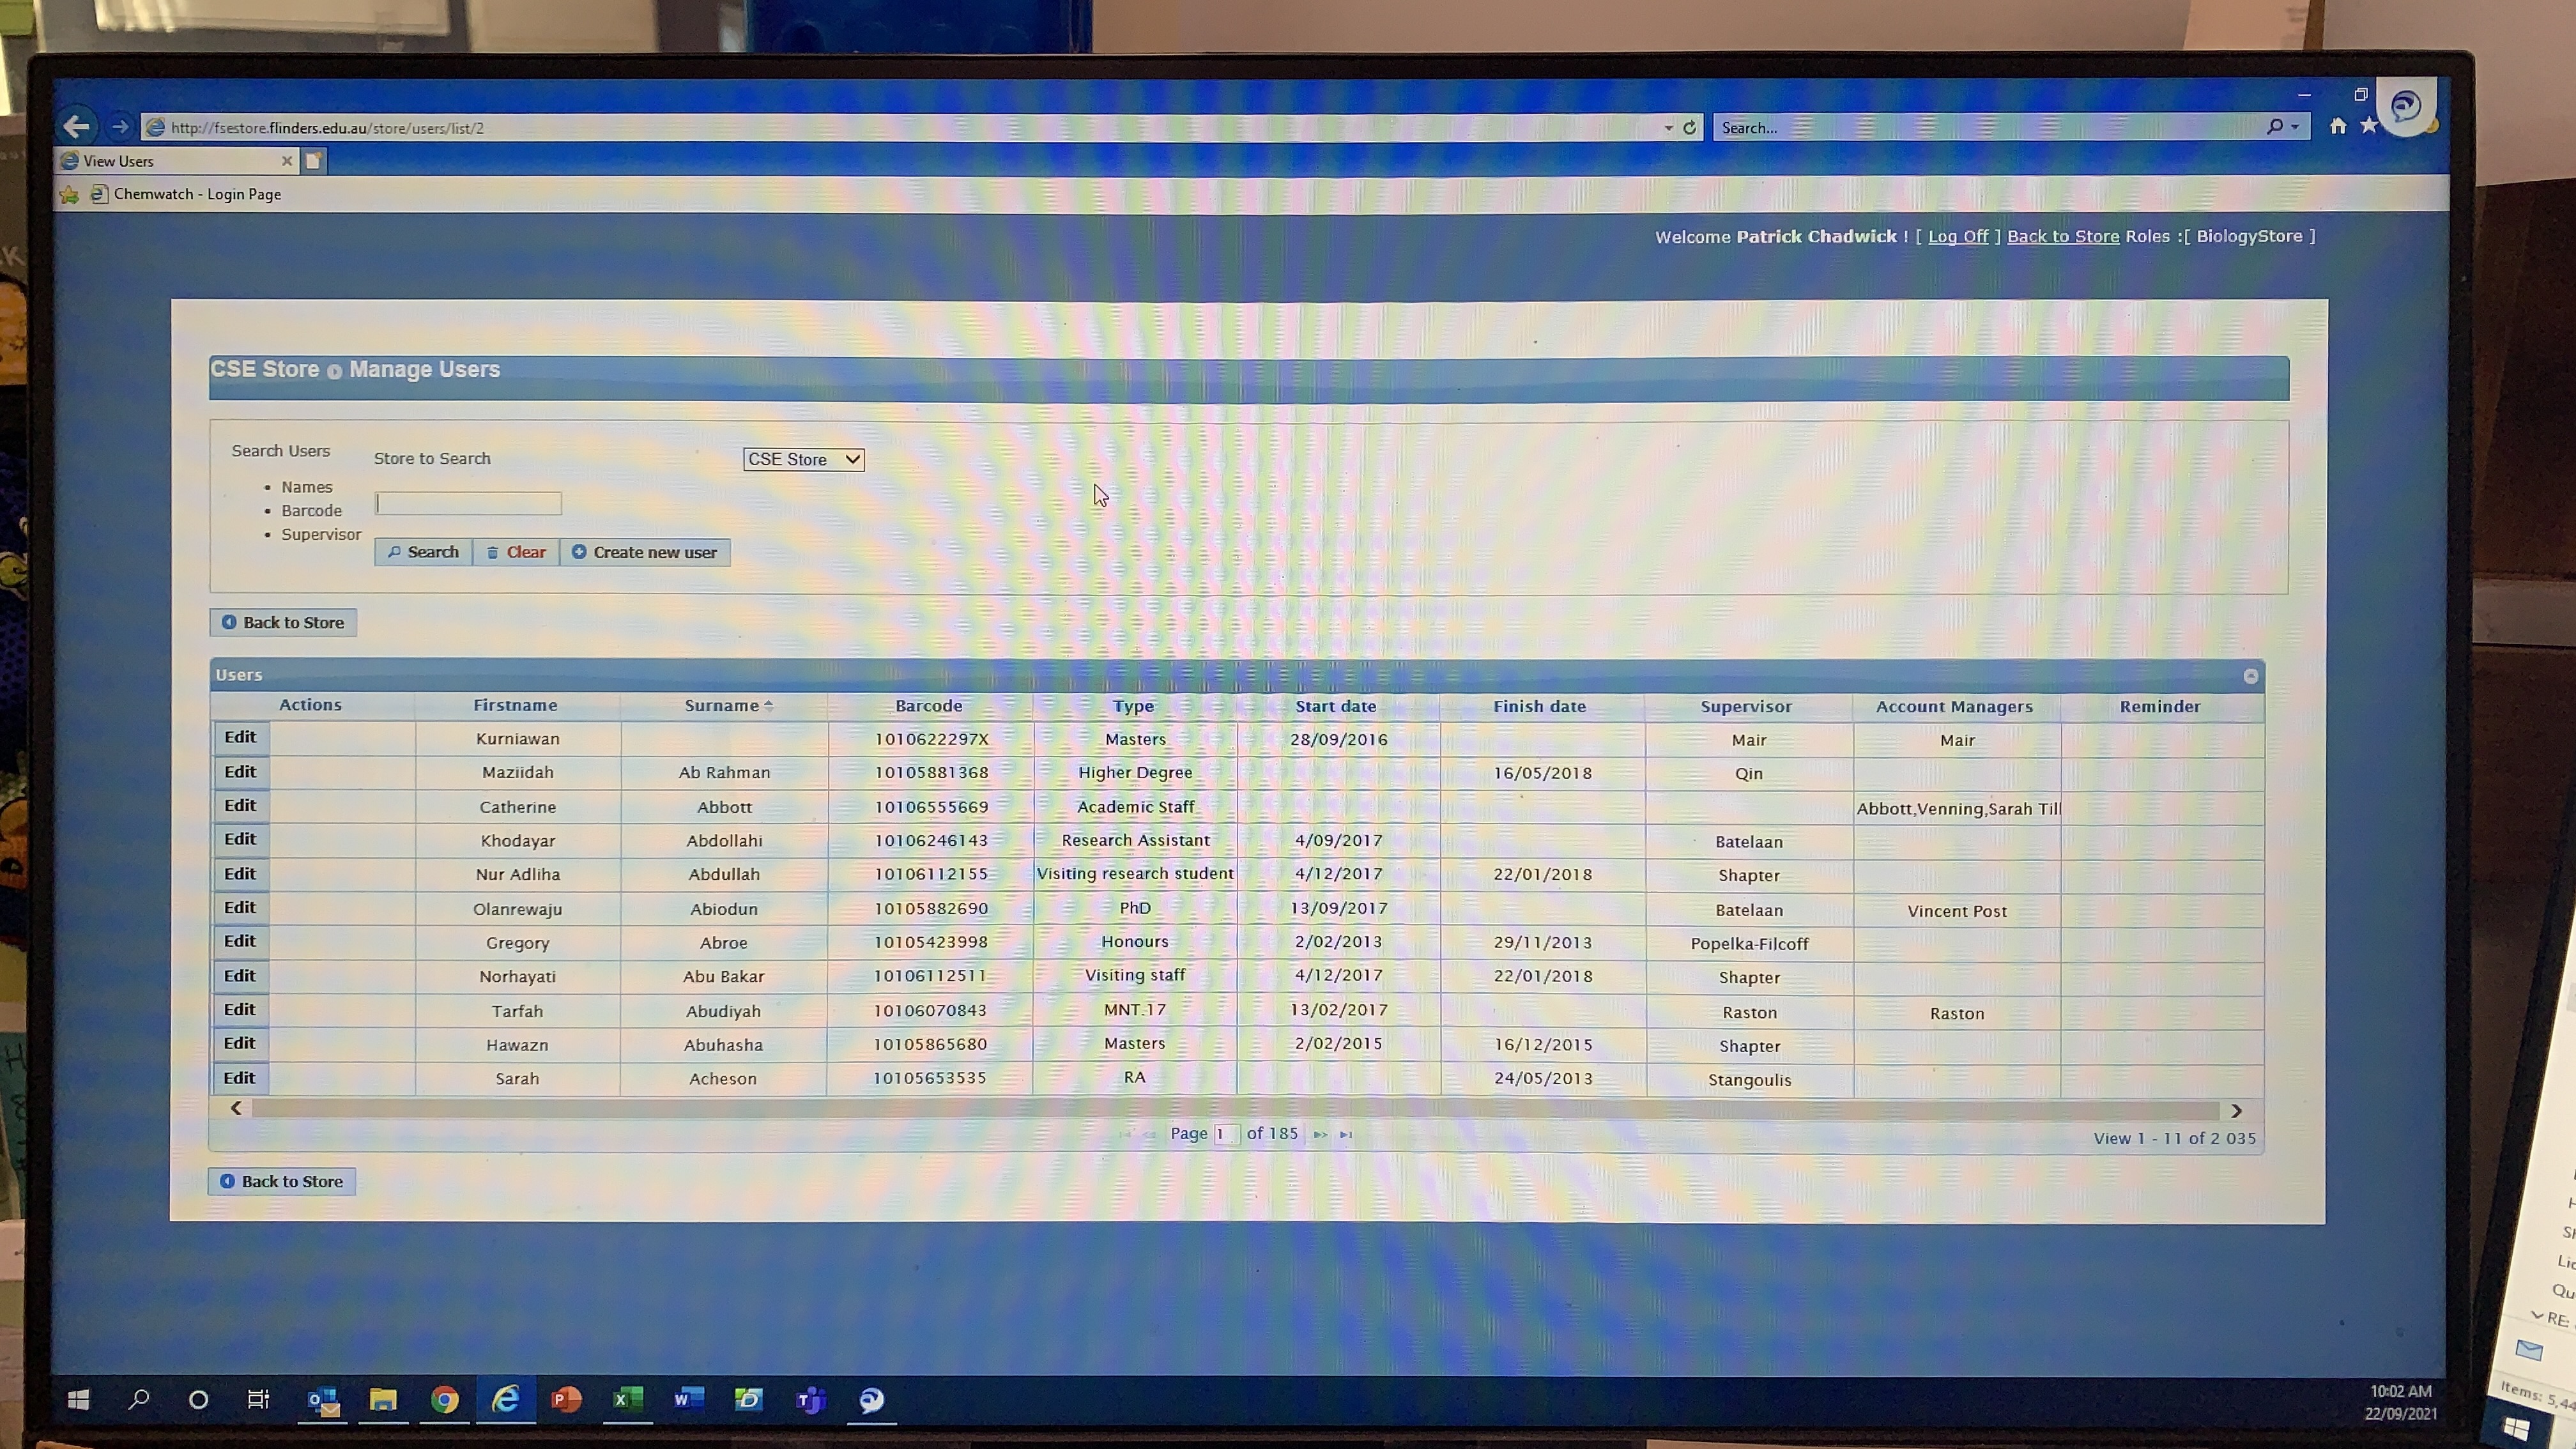 http://fsestore.flinders.edu.au/store/users/list/2
Search...
View Users
Chemwatch - Login Page
Welcome Patrick Chadwick ! [ Log Off ] Back to Store Roles :[ BiologyStore ]
CSE Store Manage Users
Search Users
Store to Search
CSE Store
• Names
• Barcode
• Supervisor
Search Clear Create new user
Back to Store
Users
Actions Firstname Surname Barcode Type Start date Finish date Supervisor Account Managers Reminder
Edit Kurniawan 1010622297X Masters 28/09/2016 Mair Mair
Edit Maziidah Ab Rahman 10105881368 Higher Degree 16/05/2018 Qin
Edit Catherine Abbott 10106555669 Academic Staff Abbott,Venning,Sarah Till
Edit Khodayar Abdollahi 10106246143 Research Assistant 4/09/2017 Batelaan
Edit Nur Adliha Abdullah 10106112155 Visiting research student 4/12/2017 22/01/2018 Shapter
Edit Olanrewaju Abiodun 10105882690 PhD 13/09/2017 Batelaan Vincent Post
Edit Gregory Abroe 10105423998 Honours 2/02/2013 29/11/2013 Popelka-Filcoff
Edit Norhayati Abu Bakar 10106112511 Visiting staff 4/12/2017 22/01/2018 Shapter
Edit Tarfah Abudiyah 10106070843 MNT.17 13/02/2017 Raston Raston
Edit Hawazn Abuhasha 10105865680 Masters 2/02/2015 16/12/2015 Shapter
Edit Sarah Acheson 10105653535 RA 24/05/2013 Stangoulis
Page 1 of 185
View 1 - 11 of 2 035
Back to Store
10:02 AM
22/09/2021
RE:
Items: 5,44